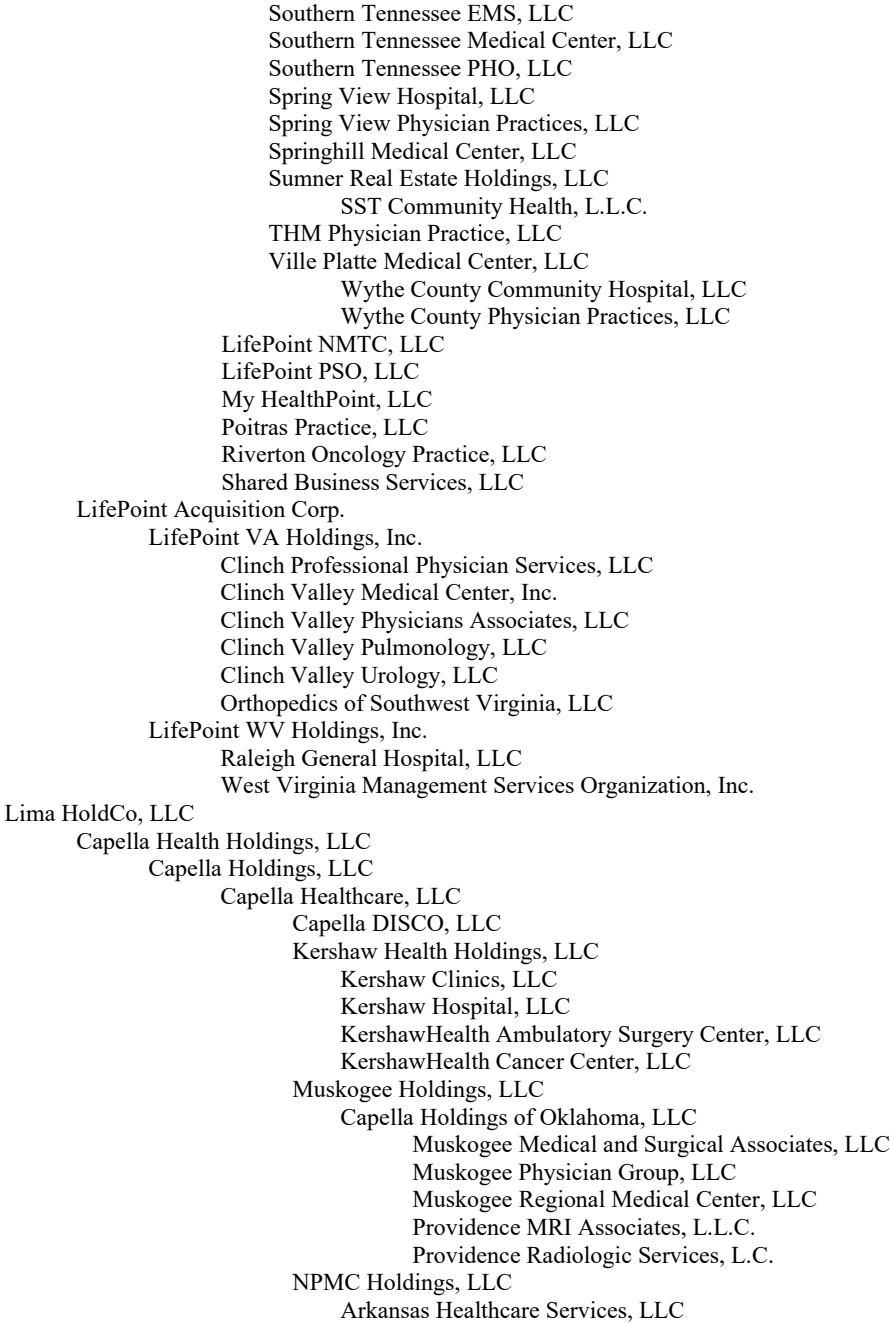 Southern Tennessee EMS, LLC
Southern Tennessee Medical Center, LLC
Southern Tennessee PHO, LLC
Spring View Hospital, LLC
Spring View Physician Practices, LLC
Springhill Medical Center, LLC
Sumner Real Estate Holdings, LLC
SST Community Health, L.L.C.
THM Physician Practice, LLC
Ville Platte Medical Center, LLC
Wythe County Community Hospital, LLC
Wythe County Physician Practices, LLC
LifePoint NMTC, LLC
LifePoint PSO, LLC
My HealthPoint, LLC
Poitras Practice, LLC
Riverton Oncology Practice, LLC
Shared Business Services, LLC
LifePoint Acquisition Corp.
LifePoint VA Holdings, Inc.
Clinch Professional Physician Services, LLC
Clinch Valley Medical Center, Inc.
Clinch Valley Physicians Associates, LLC
Clinch Valley Pulmonology, LLC
Clinch Valley Urology, LLC
Orthopedics of Southwest Virginia, LLC
LifePoint WV Holdings, Inc.
Raleigh General Hospital, LLC
West Virginia Management Services Organization, Inc.
Lima HoldCo, LLC
Capella Health Holdings, LLC
Capella Holdings, LLC
Capella Healthcare, LLC
Capella DISCO, LLC
Kershaw Health Holdings, LLC
Kershaw Clinics, LLC
Kershaw Hospital, LLC
KershawHealth Ambulatory Surgery Center, LLC
KershawHealth Cancer Center, LLC
Muskogee Holdings, LLC
Capella Holdings of Oklahoma, LLC
Muskogee Medical and Surgical Associates, LLC
Muskogee Physician Group, LLC
Muskogee Regional Medical Center, LLC
Providence MRI Associates, L.L.C.
Providence Radiologic Services, L.C.
NPMC Holdings, LLC
Arkansas Healthcare Services, LLC